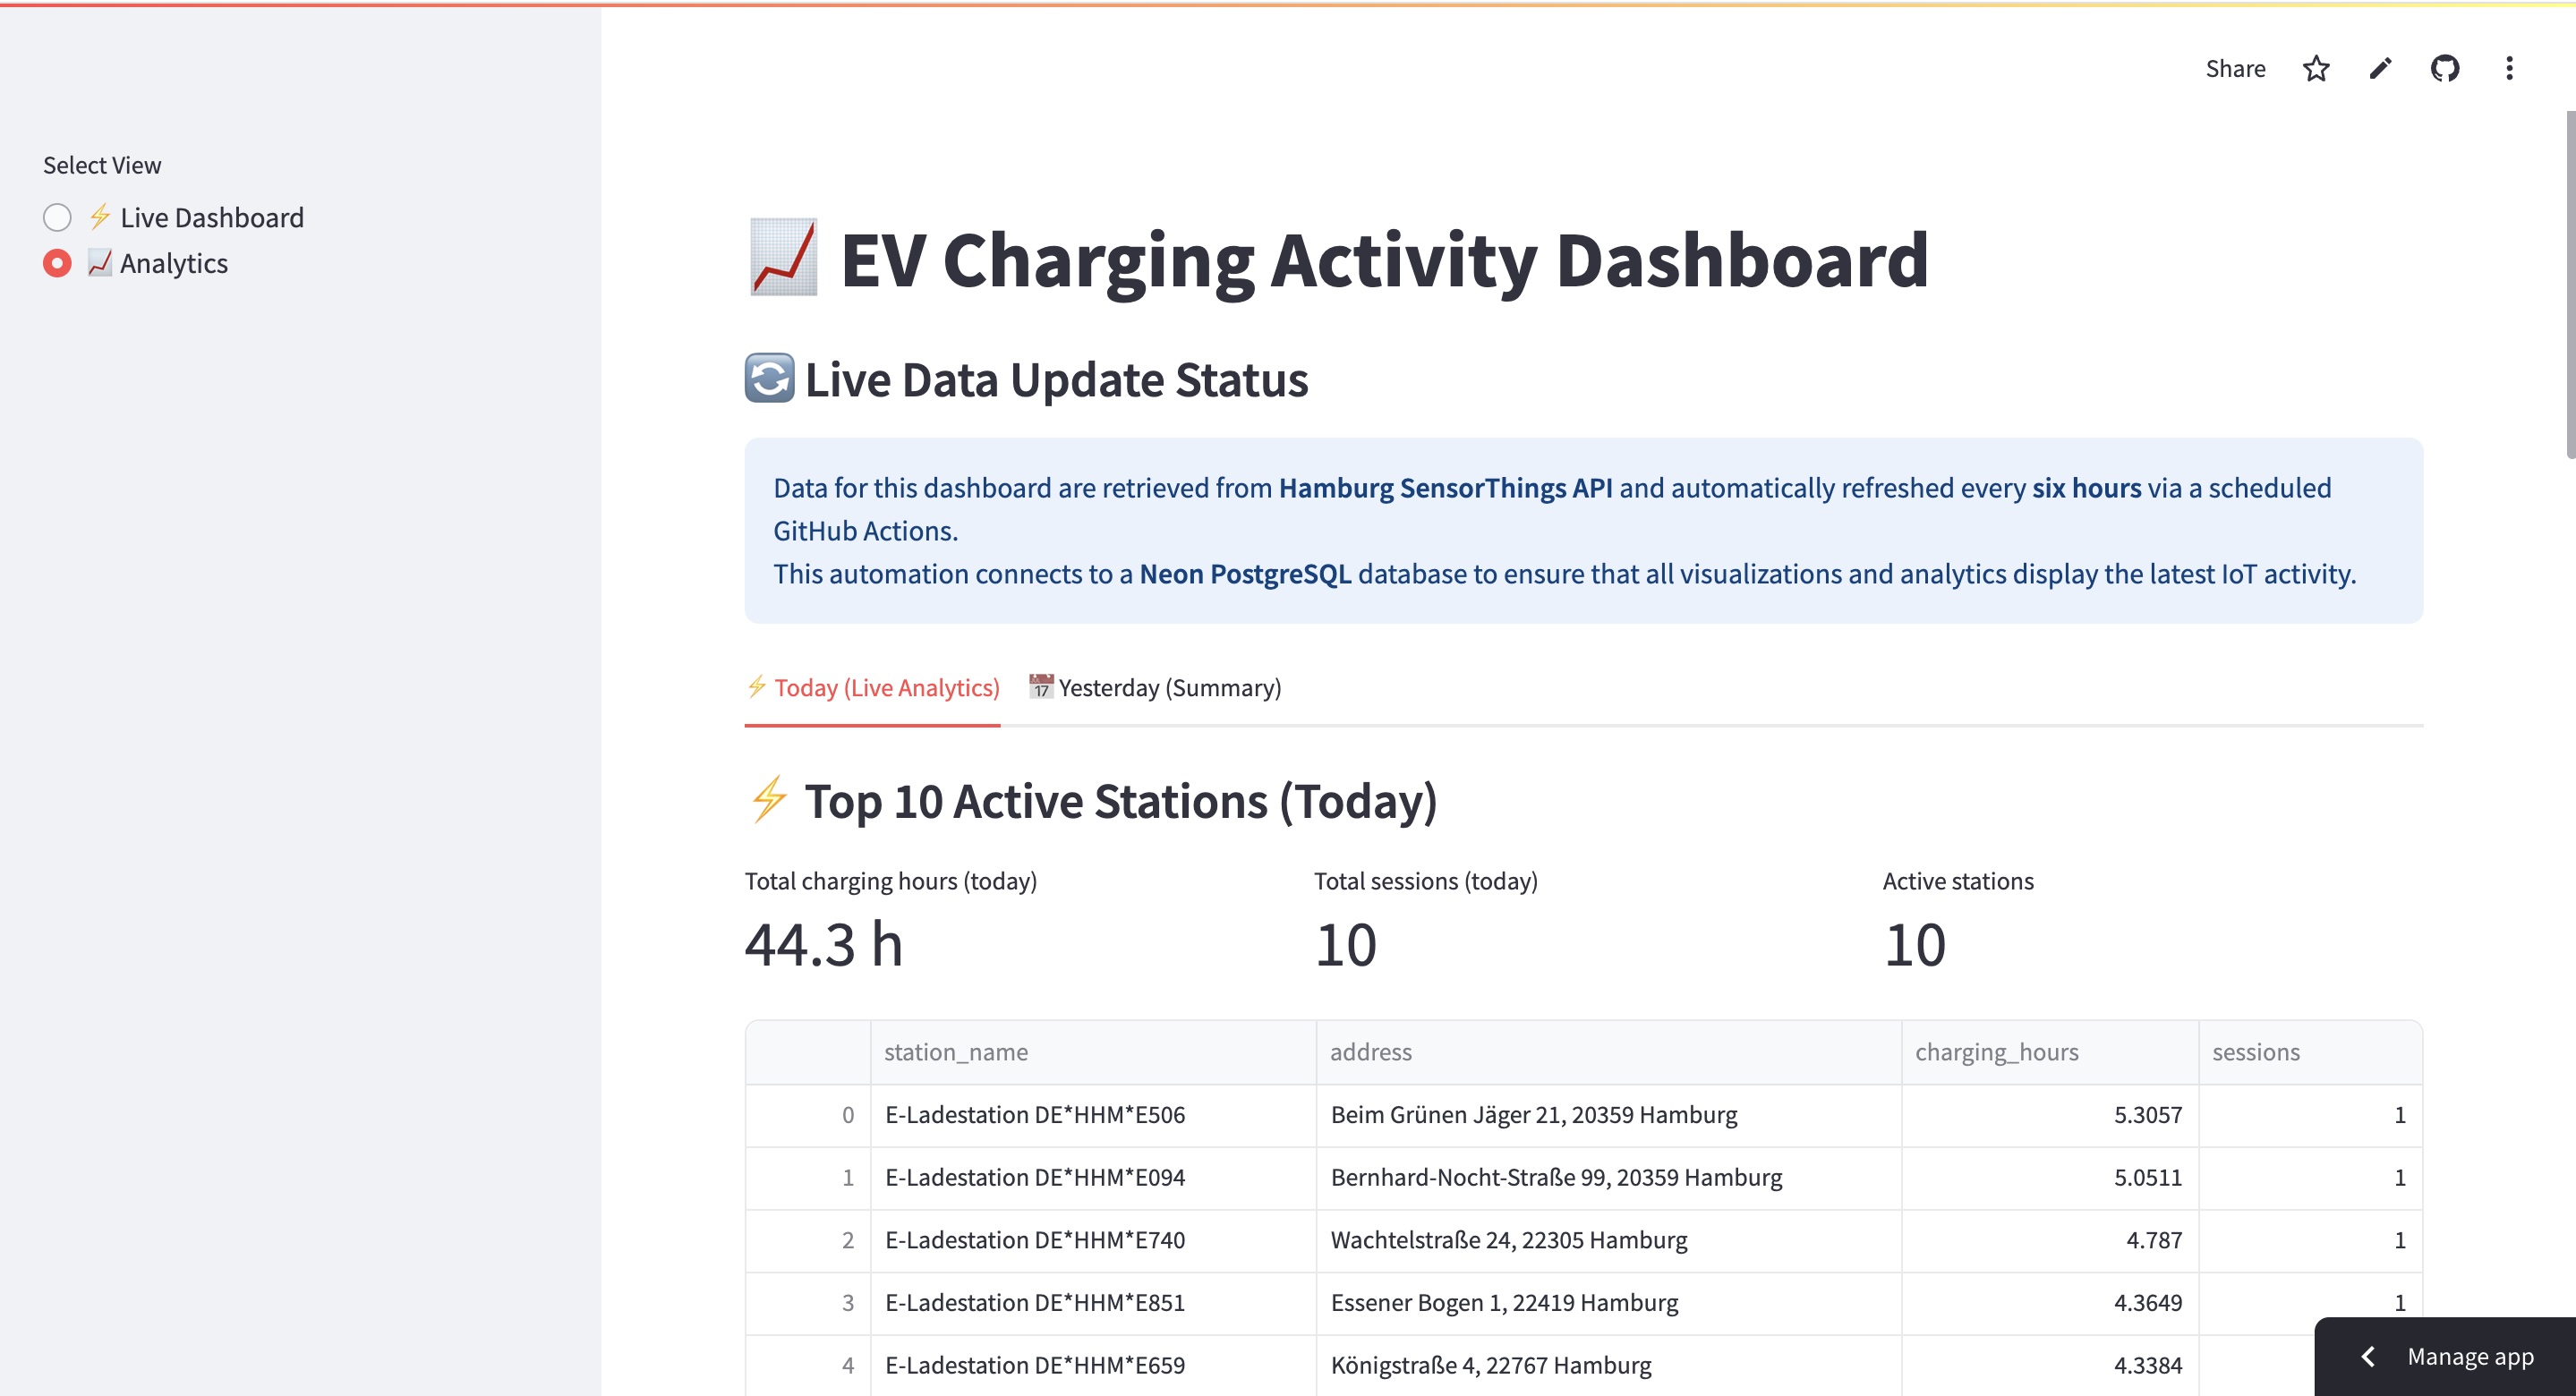 Share
Select View
⚡ Live Dashboard
📈 Analytics
📈 EV Charging Activity Dashboard
🔄 Live Data Update Status
Data for this dashboard are retrieved from Hamburg SensorThings API and automatically refreshed every six hours via a scheduled
GitHub Actions.
This automation connects to a Neon PostgreSQL database to ensure that all visualizations and analytics display the latest IoT activity.
⚡ Today (Live Analytics) 📅 Yesterday (Summary)
⚡ Top 10 Active Stations (Today)
Total charging hours (today) Total sessions (today) Active stations
44.3 h 10 10
station_name address charging_hours sessions
0 E-Ladestation DE*HHM*E506 Beim Grünen Jäger 21, 20359 Hamburg 5.3057 1
1 E-Ladestation DE*HHM*E094 Bernhard-Nocht-Straße 99, 20359 Hamburg 5.0511 1
2 E-Ladestation DE*HHM*E740 Wachtelstraße 24, 22305 Hamburg 4.787 1
3 E-Ladestation DE*HHM*E851 Essener Bogen 1, 22419 Hamburg 4.3649 1
4 E-Ladestation DE*HHM*E659 Königstraße 4, 22767 Hamburg 4.3384
Manage app